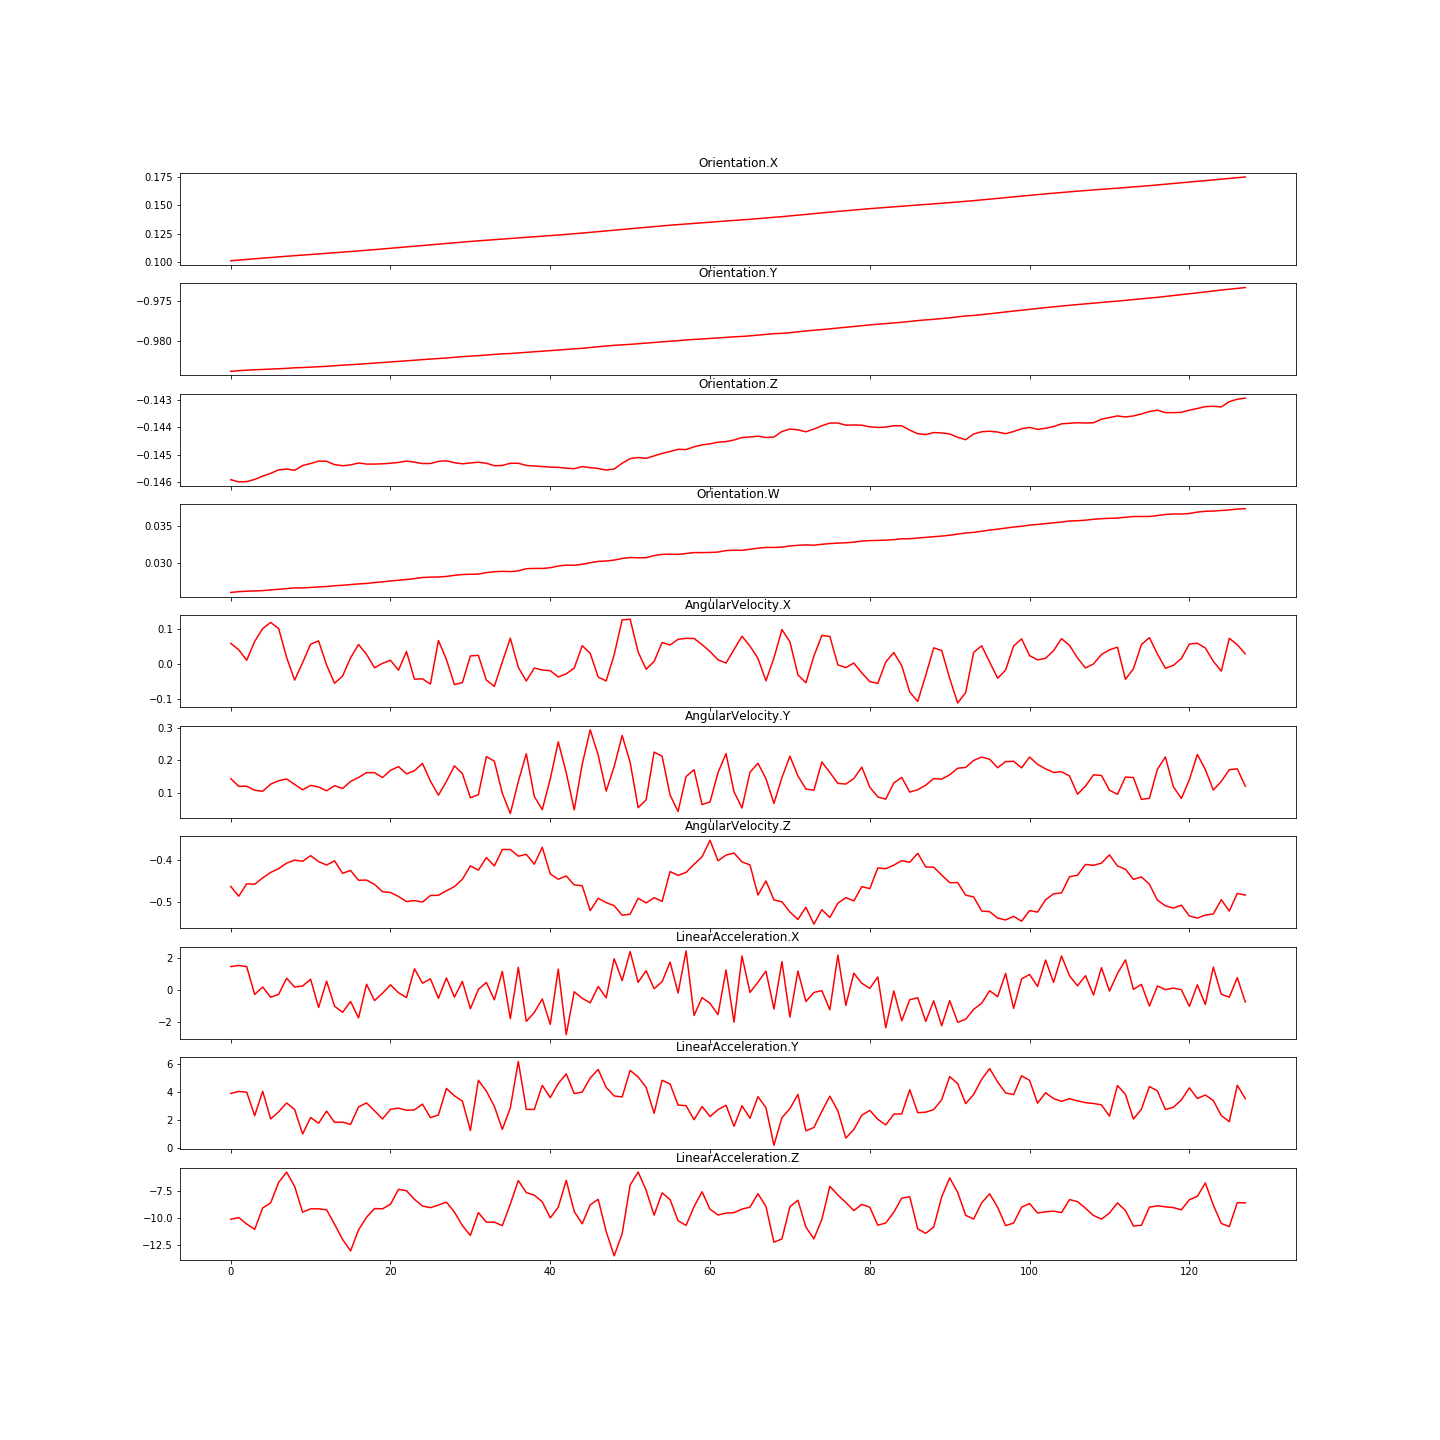 Orientation.X
0.175
0.150
0.125
0.100
Orientation.Y
−0.975
−0.980
Orientation.Z
−0.143
−0.144
−0.145
−0.146
Orientation.W
0.035
0.030
AngularVelocity.X
0.1
0.0
−0.1
AngularVelocity.Y
0.3
0.2
0.1
AngularVelocity.Z
−0.4
−0.5
LinearAcceleration.X
2
0
−2
LinearAcceleration.Y
6
4
2
0
LinearAcceleration.Z
−7.5
−10.0
−12.5
0 20 40 60 80 100 120